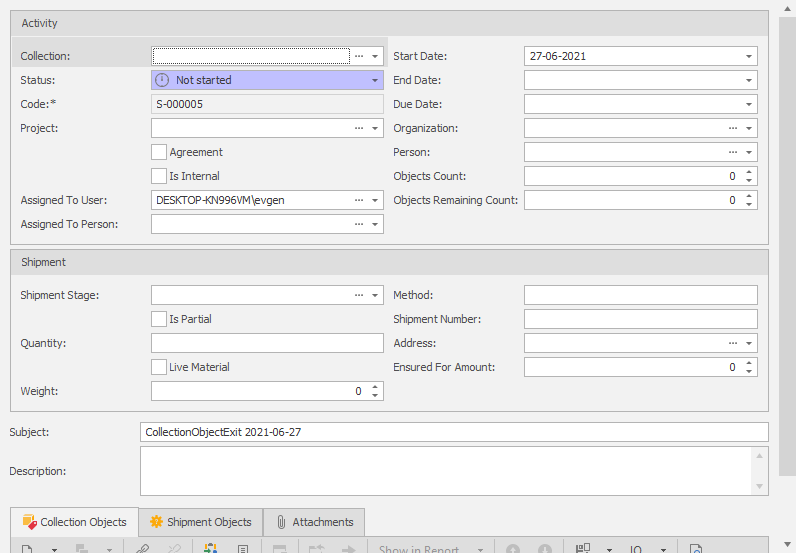 Activity
Collection: Start Date: 27-06-2021
Status: Not started End Date:
Code:* S-000005 Due Date:
Project: Organization:
Agreement Person:
Is Internal Objects Count: 0
Assigned To User: DESKTOP-KN996VM\evgen Objects Remaining Count: 0
Assigned To Person:
Shipment
Shipment Stage: Method:
Is Partial Shipment Number:
Quantity: Address:
Live Material Ensured For Amount: 0
Weight: 0
Subject: CollectionObjectExit 2021-06-27
Description:
Collection Objects Shipment Objects Attachments
Show in Report